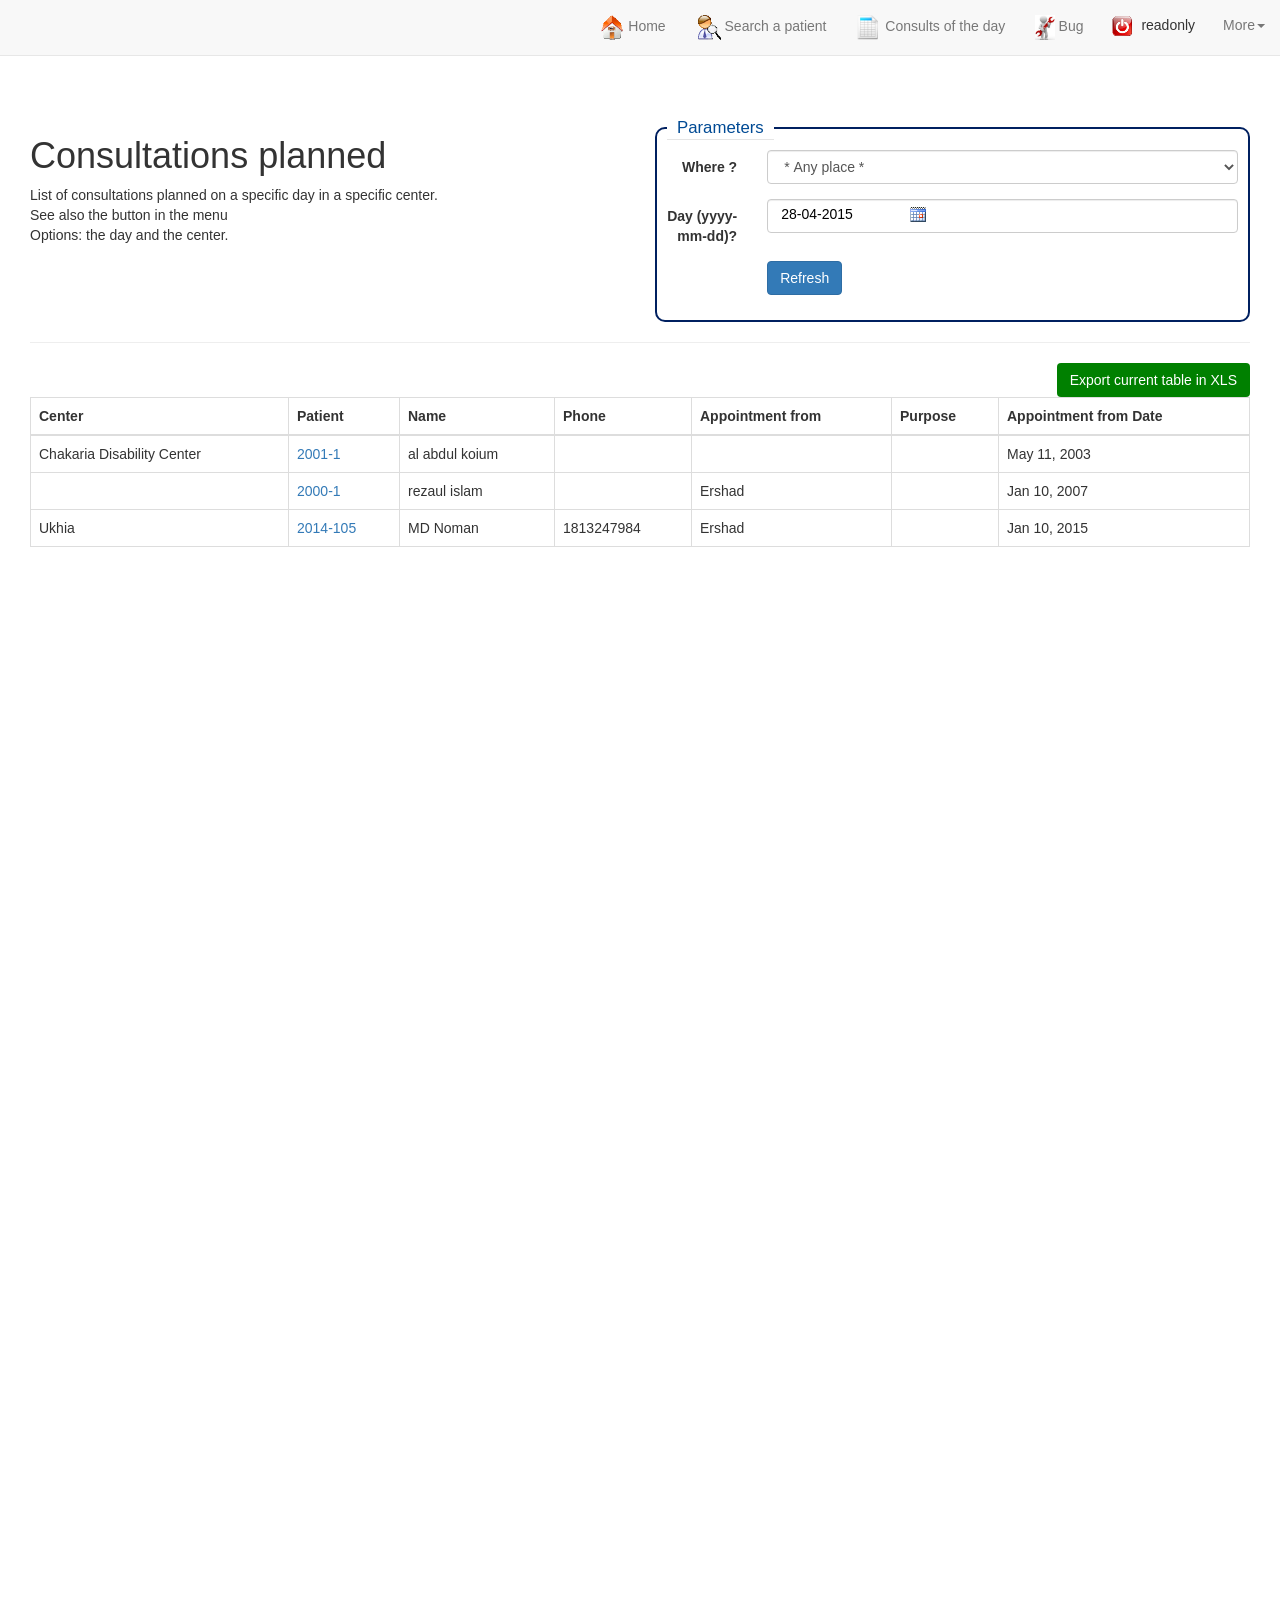 Home Search a patient Consults of the day Bug readonly More
Parameters
Consultations planned
List of consultations planned on a specific day in a specific center.
See also the button in the menu
Options: the day and the center.
Where ? * Any place *
Day (yyyy-mm-dd)? 28-04-2015
Refresh
Export current table in XLS
Center Patient Name Phone Appointment from Purpose Appointment from Date
Chakaria Disability Center 2001-1 al abdul koium May 11, 2003
2000-1 rezaul islam Ershad Jan 10, 2007
Ukhia 2014-105 MD Noman 1813247984 Ershad Jan 10, 2015